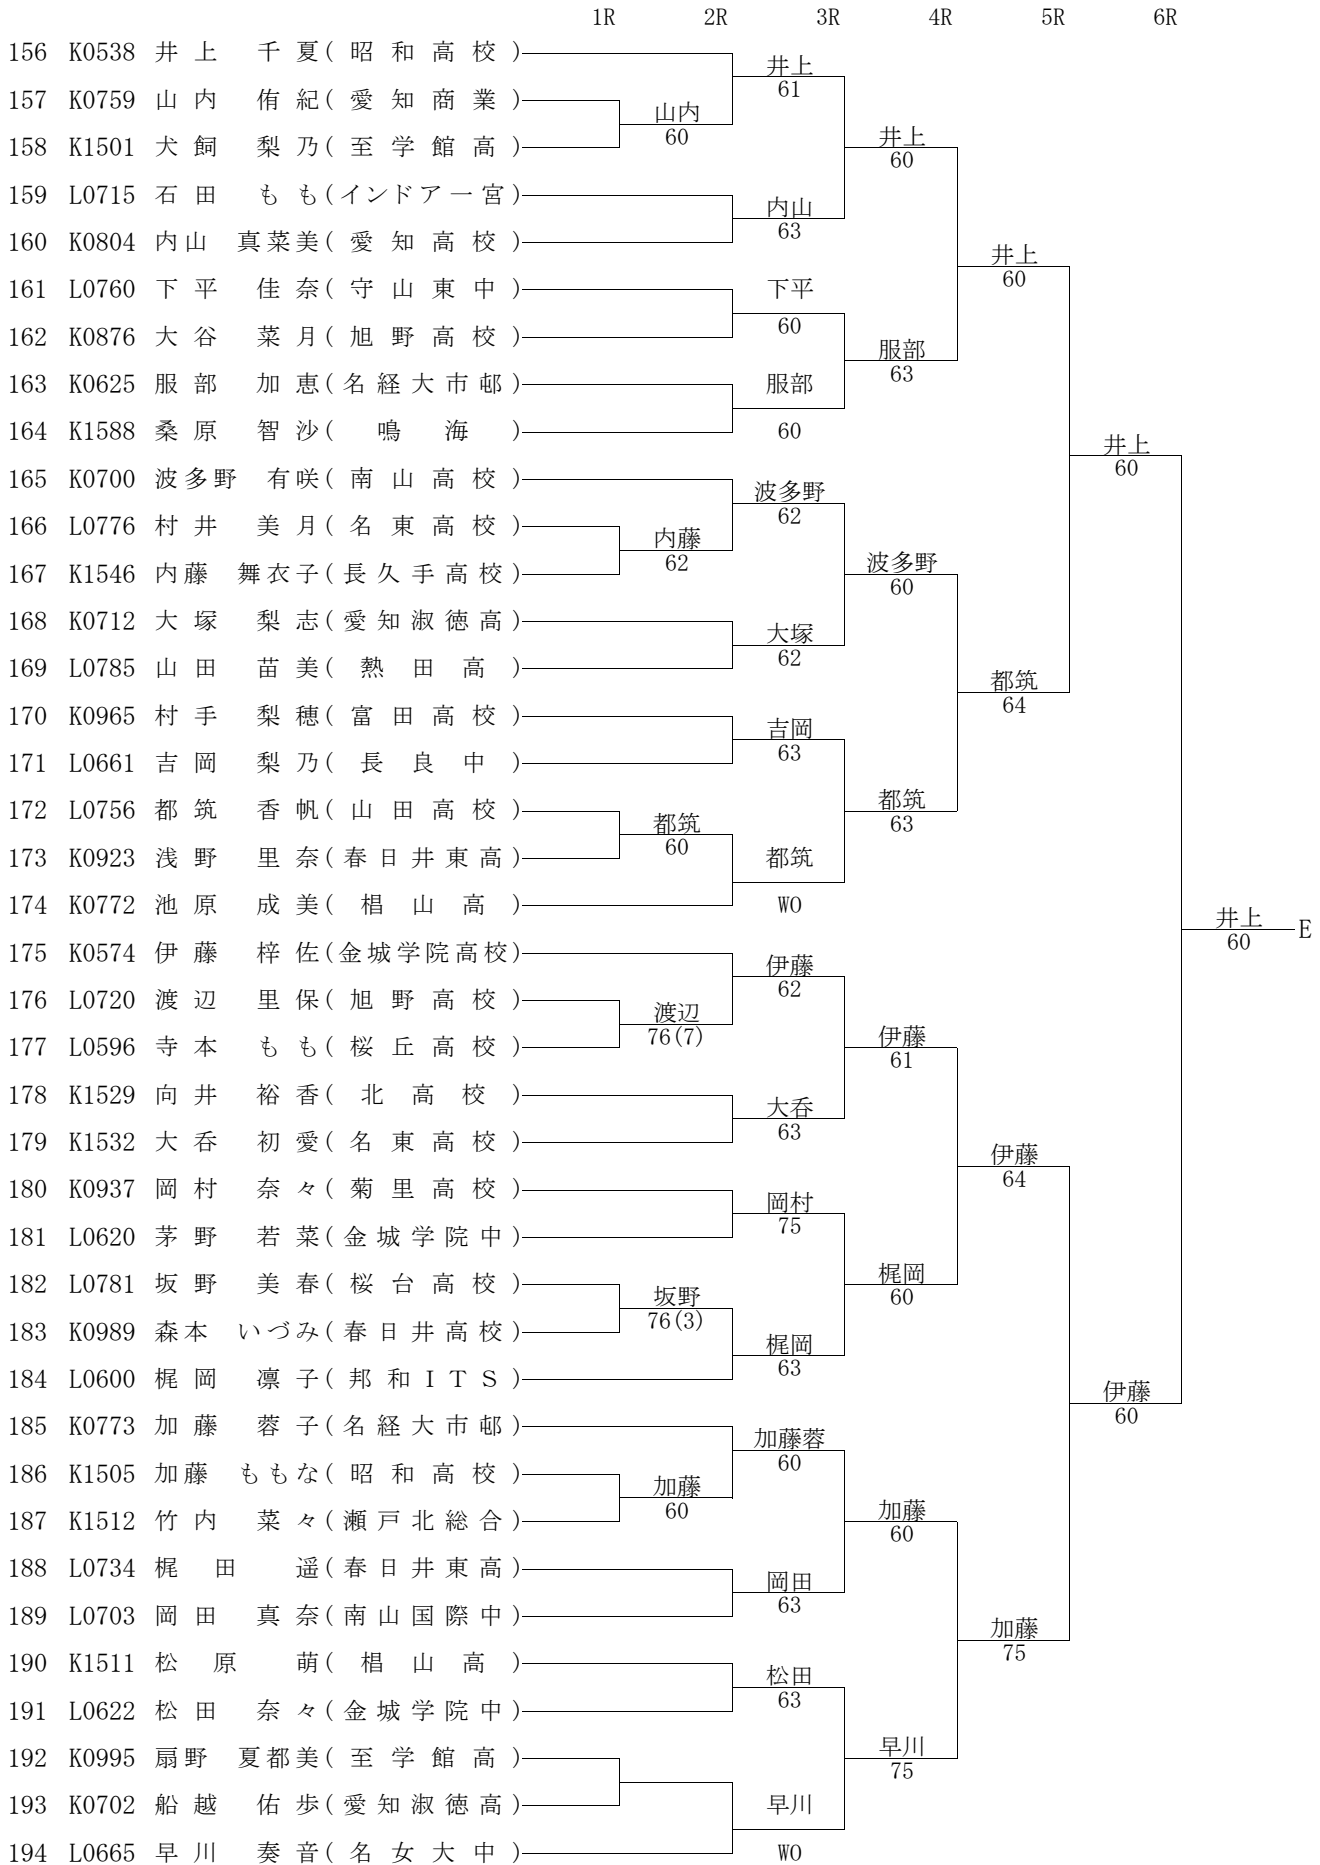 1R 2R 3R 4R 5R 6R
156 K0538 井上 千夏(昭和高校)
井上
61
157 K0759 山内 侑紀(愛知商業)
山内
60
井上
60
158 K1501 犬飼 梨乃(至学館高)
159 L0715 石田 もも(インドア一宮)
内山
63
160 K0804 内山 真菜美(愛知高校)
井上
60
161 L0760 下平 佳奈(守山東中) 下平
60
162 K0876 大谷 菜月(旭野高校)
服部
63
163 K0625 服部 加恵(名経大市邨) 服部
164 K1588 桑原 智沙(鳴海) 60
井上
60
165 K0700 波多野 有咲(南山高校)
波多野
62
166 L0776 村井 美月(名東高校)
内藤
62
波多野
60
167 K1546 内藤 舞衣子(長久手高校)
168 K0712 大塚 梨志(愛知淑徳高)
大塚
62
169 L0785 山田 苗美(熱田高)
都筑
64
170 K0965 村手 梨穂(富田高校)
吉岡
63
171 L0661 吉岡 梨乃(長良中)
172 L0756 都筑 香帆(山田高校)
都筑
63
都筑
60
173 K0923 浅野 里奈(春日井東高) 都筑
174 K0772 池原 成美(椙山高) WO
井上
60
E
175 K0574 伊藤 梓佐(金城学院高校)
伊藤
62
176 L0720 渡辺 里保(旭野高校)
渡辺
76(7)
伊藤
61
177 L0596 寺本 もも(桜丘高校)
178 K1529 向井 裕香(北高校)
大呑
63
179 K1532 大呑 初愛(名東高校)
伊藤
64
180 K0937 岡村 奈々(菊里高校)
岡村
75
181 L0620 茅野 若菜(金城学院中)
梶岡
60
182 L0781 坂野 美春(桜台高校)
坂野
76(3)
183 K0989 森本 いづみ(春日井高校)
梶岡
63
184 L0600 梶岡 凛子(邦和ＩＴＳ)
伊藤
60
185 K0773 加藤 蓉子(名経大市邨)
加藤蓉
60
186 K1505 加藤 ももな(昭和高校)
加藤
60
加藤
60
187 K1512 竹内 菜々(瀬戸北総合)
188 L0734 梶田 遥(春日井東高)
岡田
63
189 L0703 岡田 真奈(南山国際中)
加藤
75
190 K1511 松原 萌(椙山高)
松田
63
191 L0622 松田 奈々(金城学院中)
早川
75
192 K0995 扇野 夏都美(至学館高)
193 K0702 船越 佑歩(愛知淑徳高) 早川
194 L0665 早川 奏音(名女大中) WO